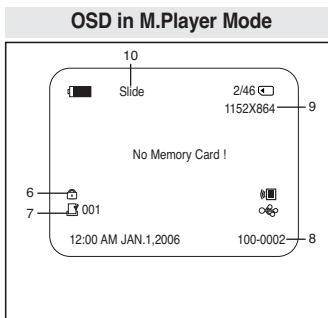 OSD in M.Player Mode
10
Slide 2/46
1152X864 9
No Memory Card !
6
7 001
12:00 AM JAN.1,2006 100-0002 8